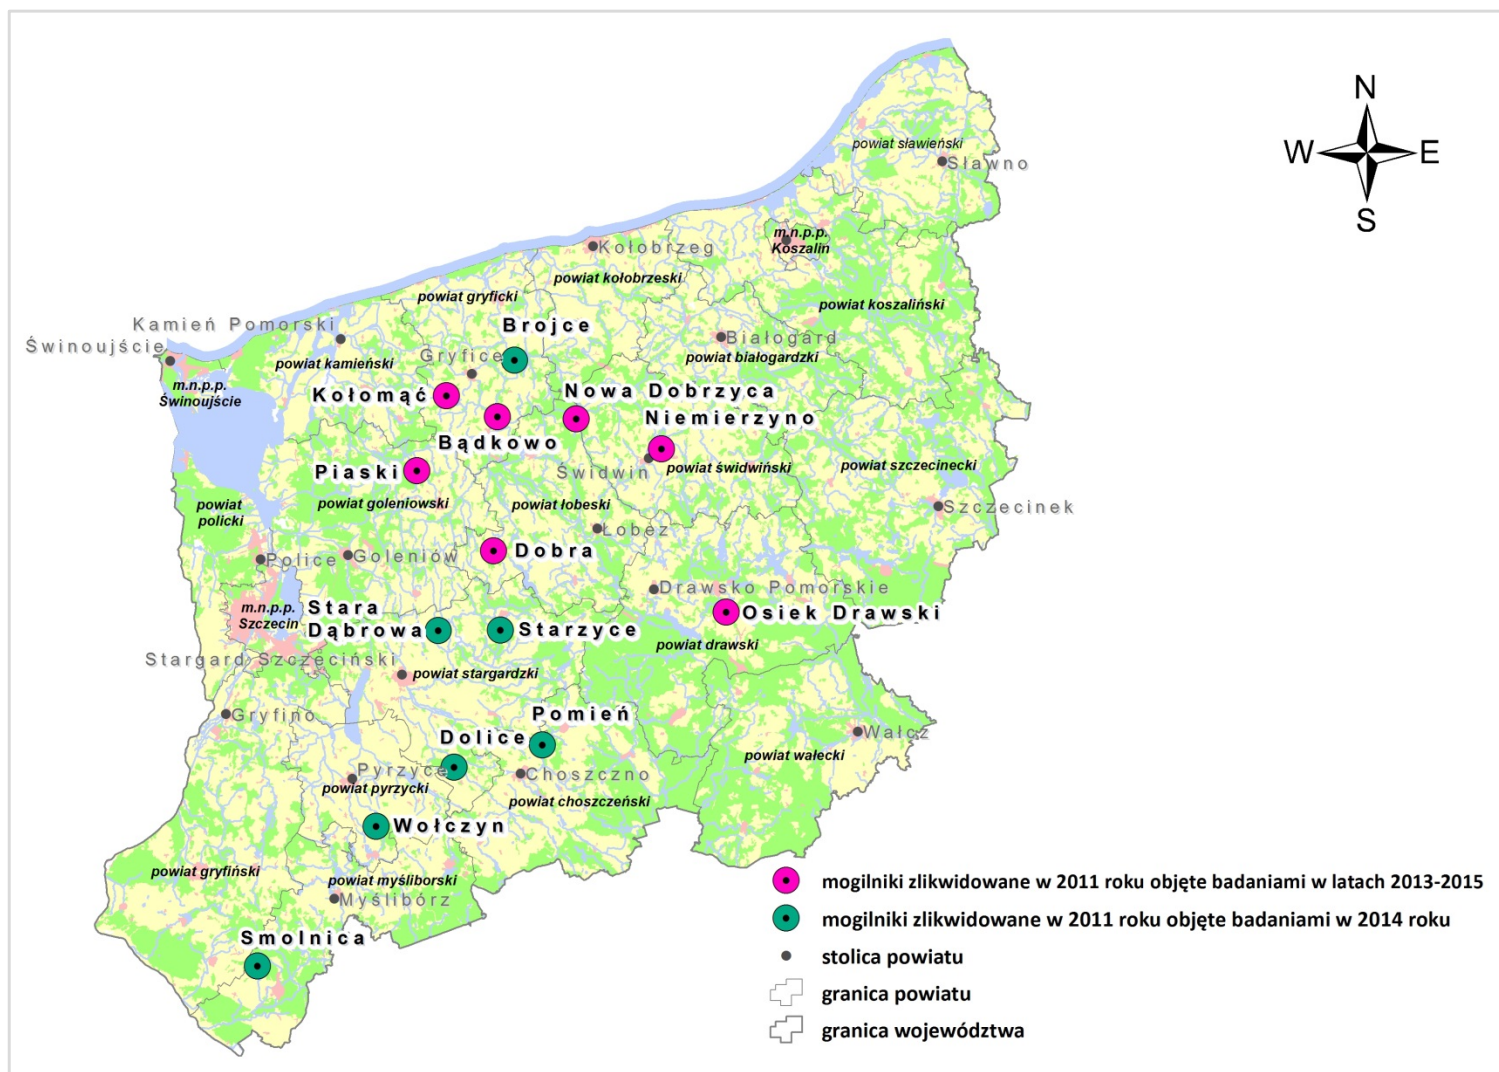 N
W E
S
powiat sławieński
Sławno
m.n.p.p.
Koszalin
Kołobrzeg
powiat kołobrzeski
powiat gryficki
powiat koszaliński
Kamień Pomorski
Brojce
Świnoujście
powiat kamieński
Gryfice
Białogard
powiat białogardzki
m.n.p.p.
Świnoujście
Kołomąć
Nowa Dobrzyca
Niemierzyno
Bądkowo
Piaski
Świdwin
powiat świdwiński
powiat szczecinecki
powiat goleniowski
powiat łobeski
powiat
policki
Szczecinek
Łobez
Police
Goleniów
Dobra
Drawsko Pomorskie
m.n.p.p.
Szczecin
Stara
Dąbrowa
Starzyce
Osiek Drawski
powiat drawski
Stargard Szczeciński
powiat stargardzki
Gryfino
Pomień
Dolice
Wałcz
powiat wałecki
Pyrzyce
powiat pyrzycki
Choszczno
powiat choszczeński
Wołczyn
powiat gryfiński
powiat myśliborski
Myślibórz
Smolnica
mogilniki zlikwidowane w 2011 roku objęte badaniami w latach 2013-2015
mogilniki zlikwidowane w 2011 roku objęte badaniami w 2014 roku
stolica powiatu
granica powiatu
granica województwa